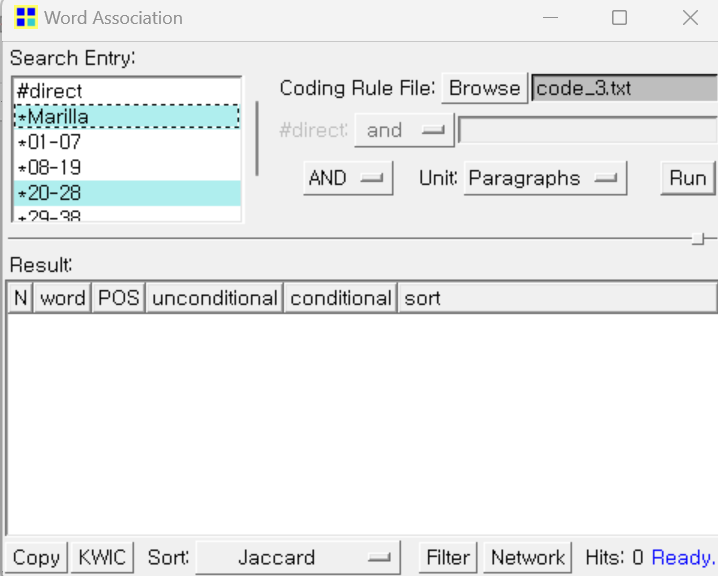 Word Association
Search Entry:
#direct
*Marilla
*01-07
*08-19
*20-28
*29-38
Coding Rule File: Browse code_3.txt
#direct: and
AND Unit: Paragraphs Run
Result:
N word POS unconditional conditional sort
Copy KWIC Sort: Jaccard Filter Network Hits: 0 Ready.